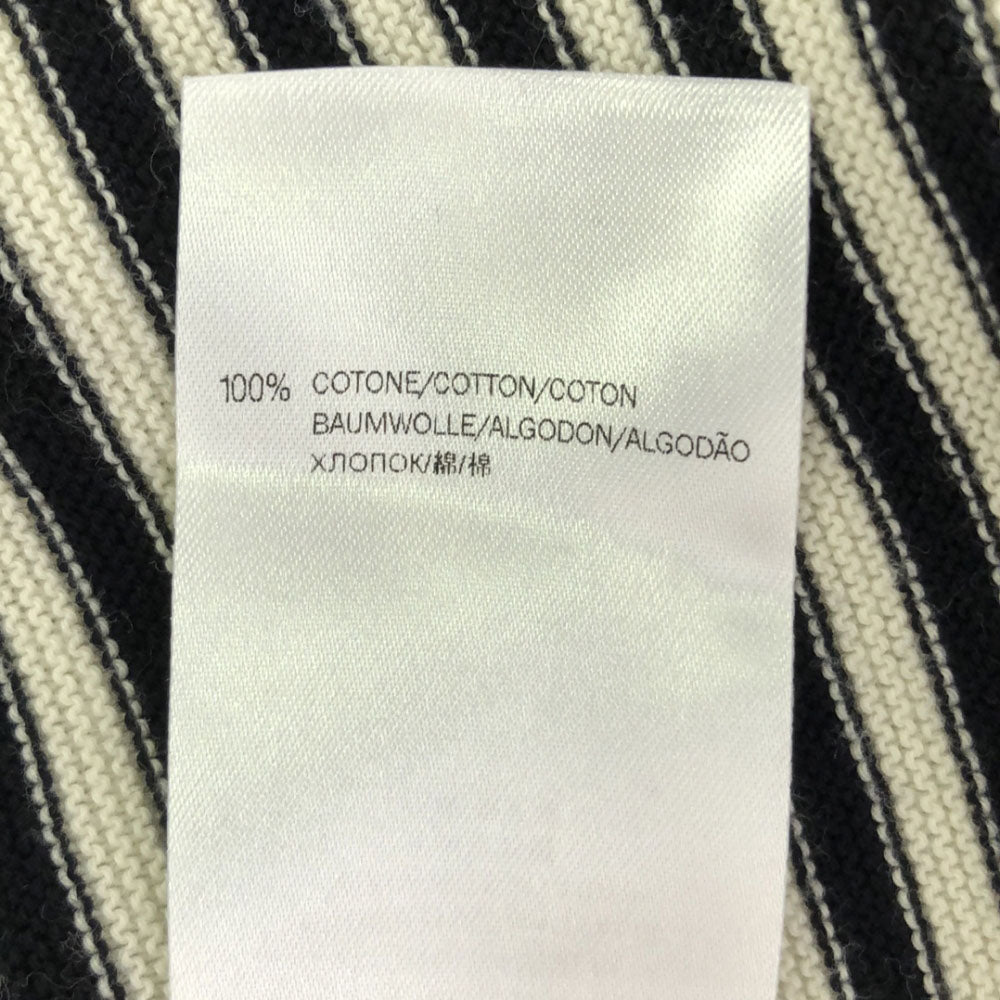 100% COTONE/COTTON/COTON
BAUMWOLLE/ALGODON/ALGODÃO
ХЛОПОК/綿/棉